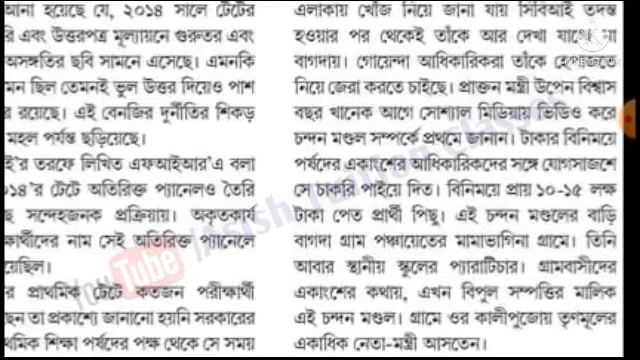 আনা হয়েছে যে, ২০১৪ সালে টেটের
রি এবং উত্তরপত্র মূল্যায়নে গুরুতর এবং
অসঙ্গতির ছবি সামনে এসেছে। এমনকি
মন ছিল তেমনই ভুল উত্তর দিয়েও পাশ
র রয়েছে। এই বেনজির দুর্নীতির শিকড়
মহল পর্যন্ত ছড়িয়েছে।
ই'র তরফে লিখিত এফআইআর'এ বলা
১৪'র টেটে অতিরিক্ত প্যানেলও তৈরি
সন্দেহজনক প্রক্রিয়ায়। অকৃতকার্য
ক্ষার্থীদের নাম সেই অতিরিক্ত প্যানেলে
য়েছিল।
র প্রাথমিক টেটে কতজন পরীক্ষার্থী
ছেন তা প্রকাশ্যে জানানো হয়নি সরকারের
থমিক শিক্ষা পর্ষদের পক্ষ থেকে সে সময়
এলাকায় খোঁজ নিয়ে জানা যায় সিবিআই তদন্ত
হওয়ার পর থেকেই তাঁকে আর দেখা
বাগদায়। গোয়েন্দা আধিকারিকরা তাঁকে
নিয়ে জেরা করতে চাইছে। প্রাক্তন মন্ত্রী উপেন বিশ্বাস
বছর খানেক আগে সোশ্যাল মিডিয়ায় ভিডিও করে
চন্দন মণ্ডল সম্পর্কে প্রথমে জানান। টাকার বিনিময়ে
পর্ষদের একাংশের আধিকারিকদের সঙ্গে যোগসাজশে
সে চাকরি পাইয়ে দিত। বিনিময়ে প্রায় ১০-১৫ লক্ষ
টাকা পেত প্রার্থী পিছু। এই চন্দন মণ্ডলের বাড়ি
বাগদা গ্রাম পঞ্চায়েতের মামাভাগিনা গ্রামে। তিনি
আবার স্থানীয় স্কুলের প্যারাটিচার। গ্রামবাসীদের
একাংশের কথায়, এখন বিপুল সম্পত্তির মালিক
এই চন্দন মণ্ডল। গ্রামে ওর কালীপুজোয় তৃণমূলের
একাধিক নেতা-মন্ত্রী আসতেন।
YouTube